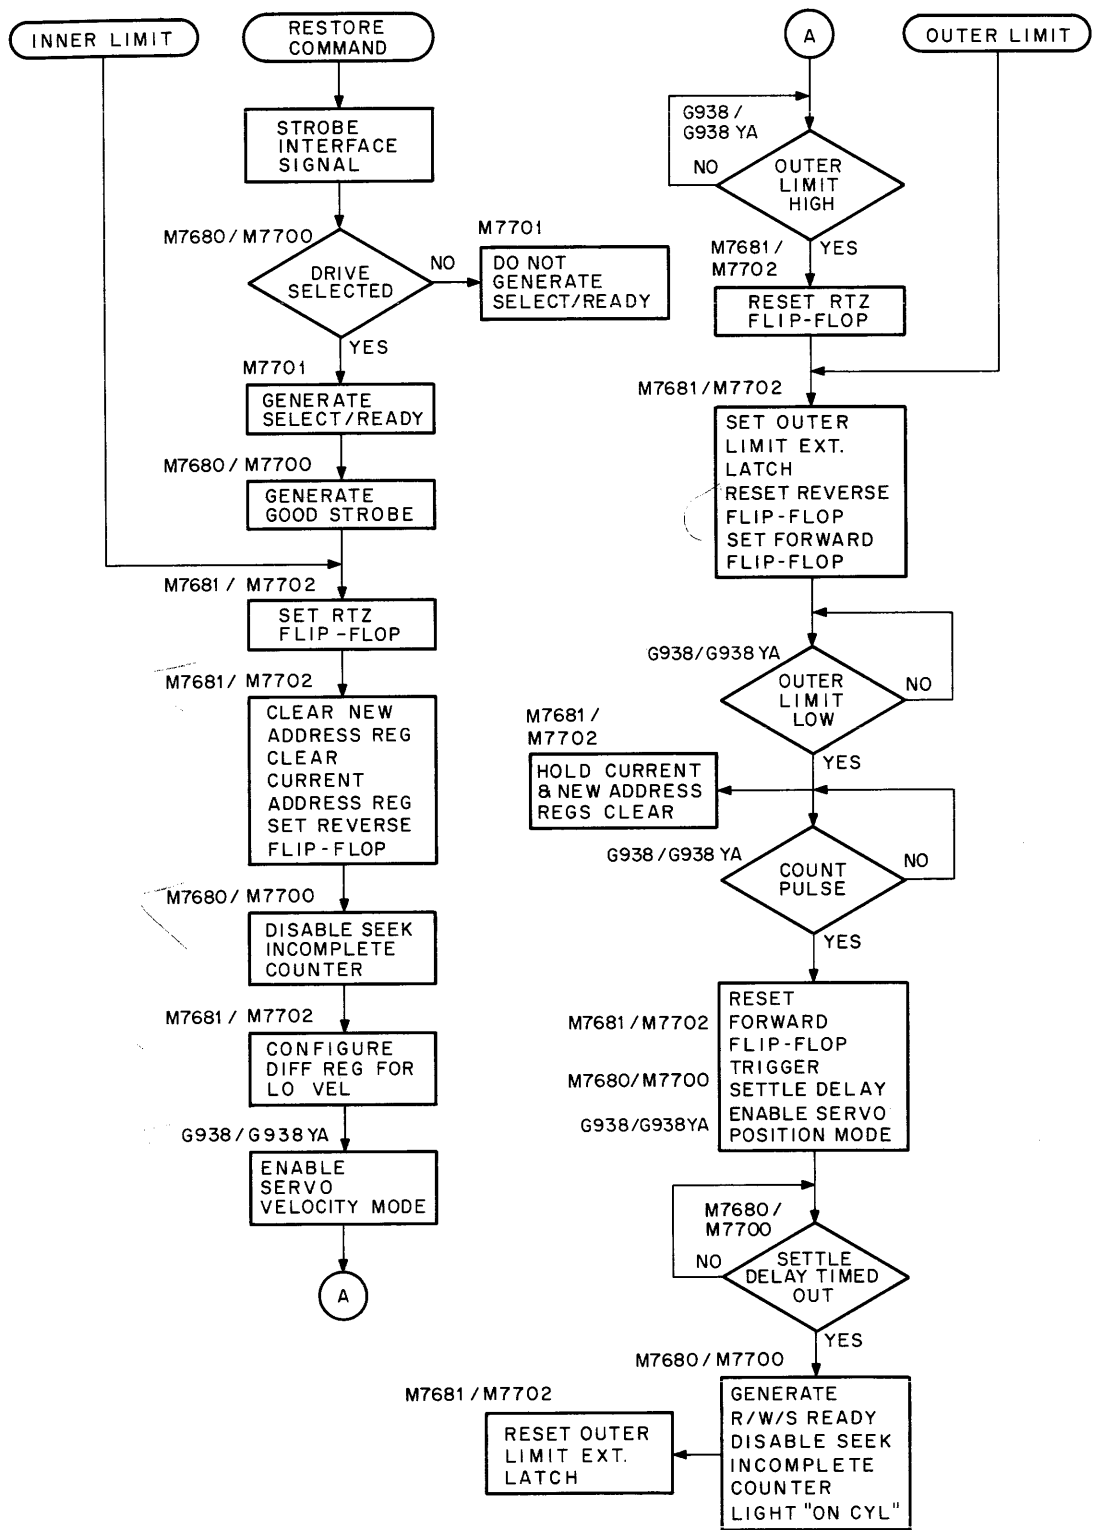 INNER LIMIT
RESTORE
COMMAND
STROBE
INTERFACE
SIGNAL
M7680/M7700
DRIVE
SELECTED
NO
M7701
DO NOT
GENERATE
SELECT/READY
YES
M7701
GENERATE
SELECT/READY
M7680/M7700
GENERATE
GOOD STROBE
M7681/M7702
SET RTZ
FLIP-FLOP
M7681/M7702
CLEAR NEW
ADDRESS REG
CLEAR
CURRENT
ADDRESS REG
SET REVERSE
FLIP-FLOP
M7680/M7700
DISABLE SEEK
INCOMPLETE
COUNTER
M7681/M7702
CONFIGURE
DIFF REG FOR
LO VEL
G938/G938YA
ENABLE
SERVO
VELOCITY MODE
A
A
OUTER LIMIT
G938/
G938YA
NO
OUTER
LIMIT
HIGH
YES
M7681/
M7702
RESET RTZ
FLIP-FLOP
M7681/M7702
SET OUTER
LIMIT EXT.
LATCH
RESET REVERSE
FLIP-FLOP
SET FORWARD
FLIP-FLOP
G938/G938YA
OUTER
LIMIT
LOW
NO
YES
M7681/
M7702
HOLD CURRENT
& NEW ADDRESS
REGS CLEAR
G938/G938YA
COUNT
PULSE
NO
YES
M7681/M7702
M7680/M7700
G938/G938YA
RESET
FORWARD
FLIP-FLOP
TRIGGER
SETTLE DELAY
ENABLE SERVO
POSITION MODE
M7680/
M7700
NO
SETTLE
DELAY TIMED
OUT
YES
M7680/M7700
GENERATE
R/W/S READY
DISABLE SEEK
INCOMPLETE
COUNTER
LIGHT "ON CYL"
M7681/M7702
RESET OUTER
LIMIT EXT.
LATCH